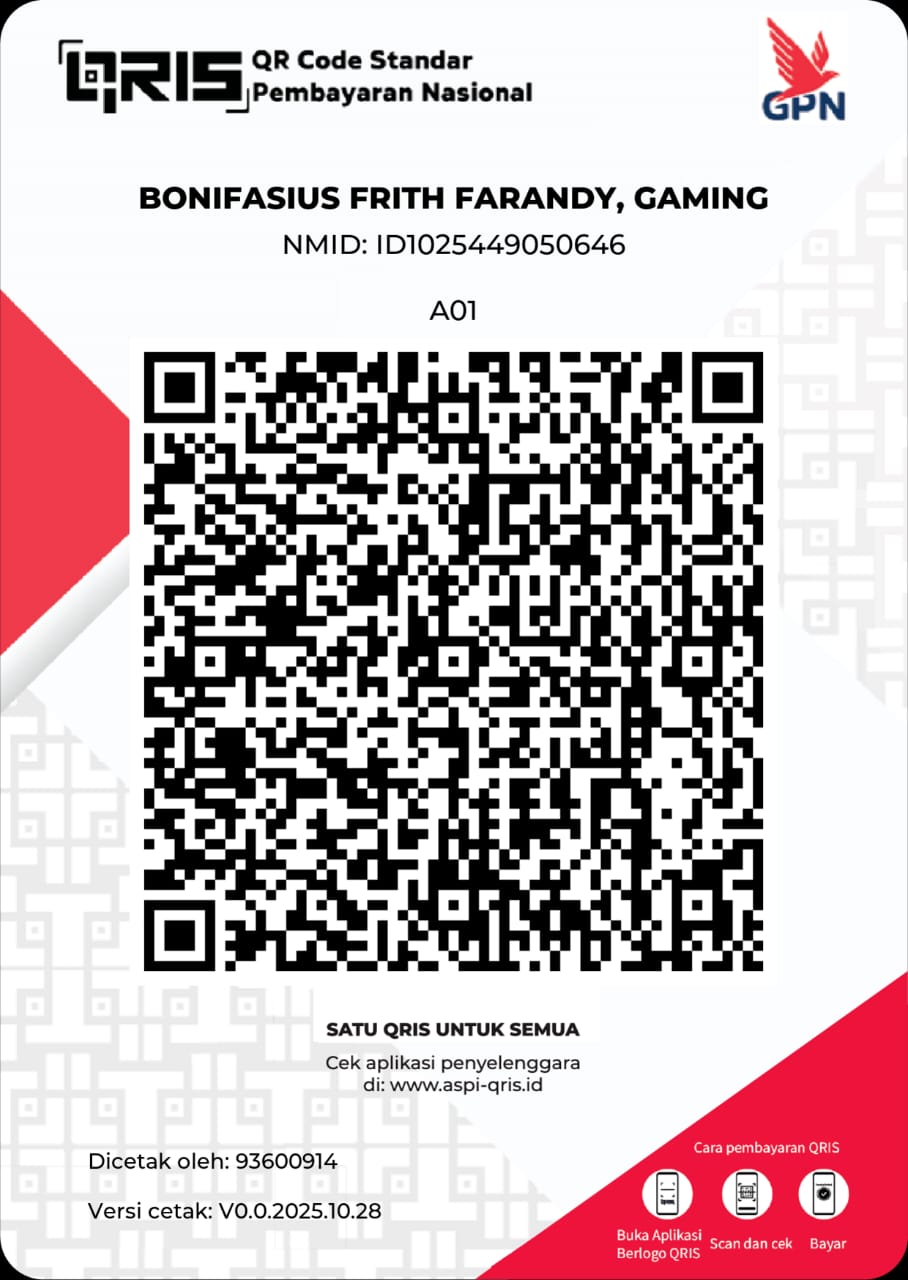 QRIS
QR Code Standar
Pembayaran Nasional
GPN
BONIFASIUS FRITH FARANDY, GAMING
NMID: ID1025449050646
A01
SATU QRIS UNTUK SEMUA
Cek aplikasi penyelenggara
di: www.aspi-qris.id
Dicetak oleh: 93600914
Versi cetak: V0.0.2025.10.28
Cara pembayaran QRIS
Buka Aplikasi
Berlogo QRIS
Scan dan cek
Bayar